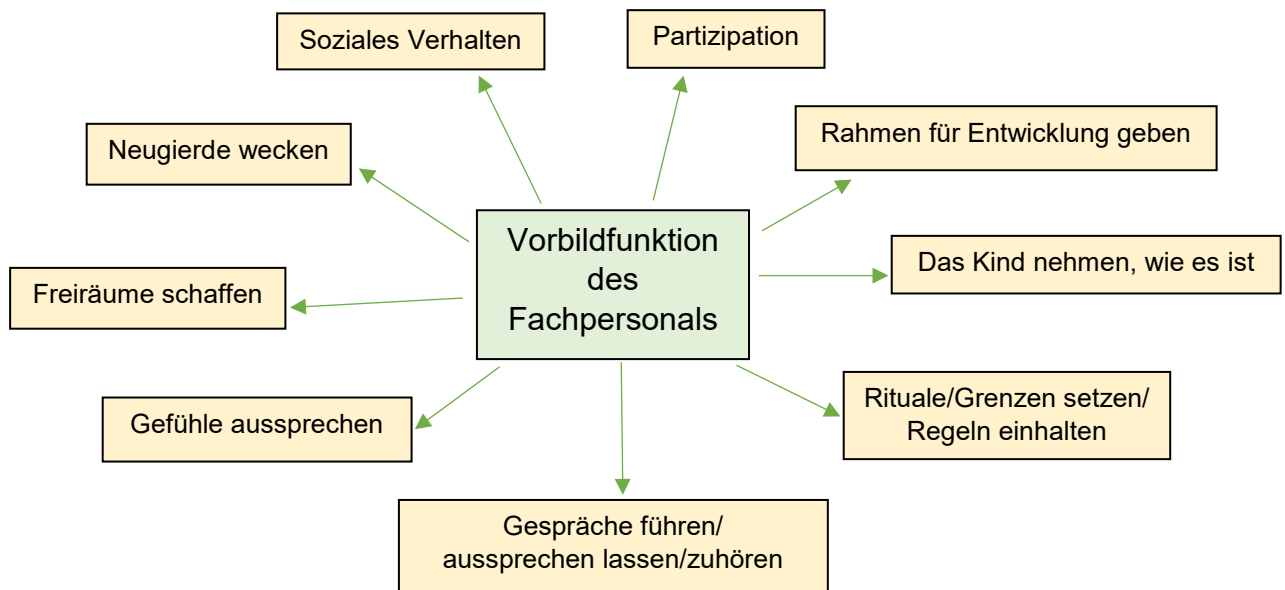 Soziales Verhalten
Partizipation
Neugierde wecken
Rahmen für Entwicklung geben
Vorbildfunktion
des
Fachpersonals
Das Kind nehmen, wie es ist
Freiräume schaffen
Gefühle aussprechen
Rituale/Grenzen setzen/
Regeln einhalten
Gespräche führen/
aussprechen lassen/zuhören